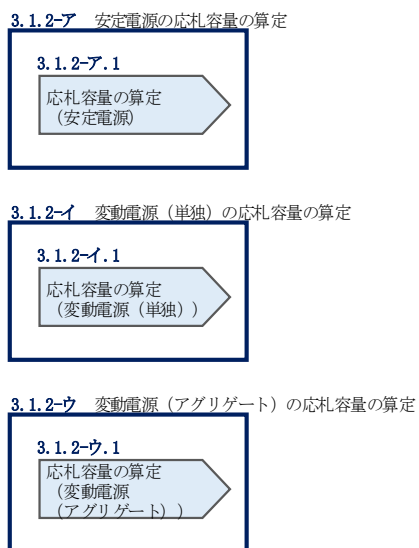 3.1.2-ア 安定電源の応札容量の算定
3.1.2-ア.1
応札容量の算定
（安定電源）
3.1.2-イ 変動電源（単独）の応札容量の算定
3.1.2-イ.1
応札容量の算定
（変動電源（単独））
3.1.2-ウ 変動電源（アグリゲート）の応札容量の算定
3.1.2-ウ.1
応札容量の算定
（変動電源
（アグリゲート））